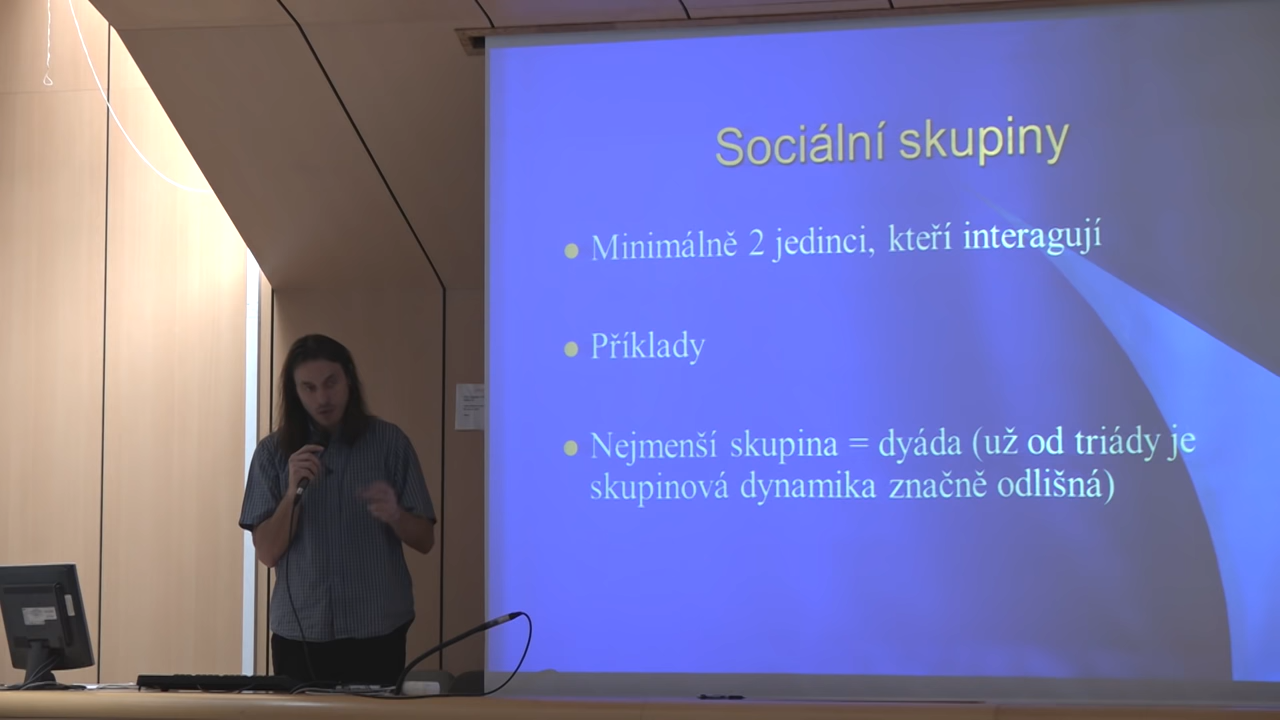 Sociální skupiny
Minimálně 2 jedinci, kteří interagují
Příklady
Nejmenší skupina = dyáda (už od triády je
skupinová dynamika značně odlišná)